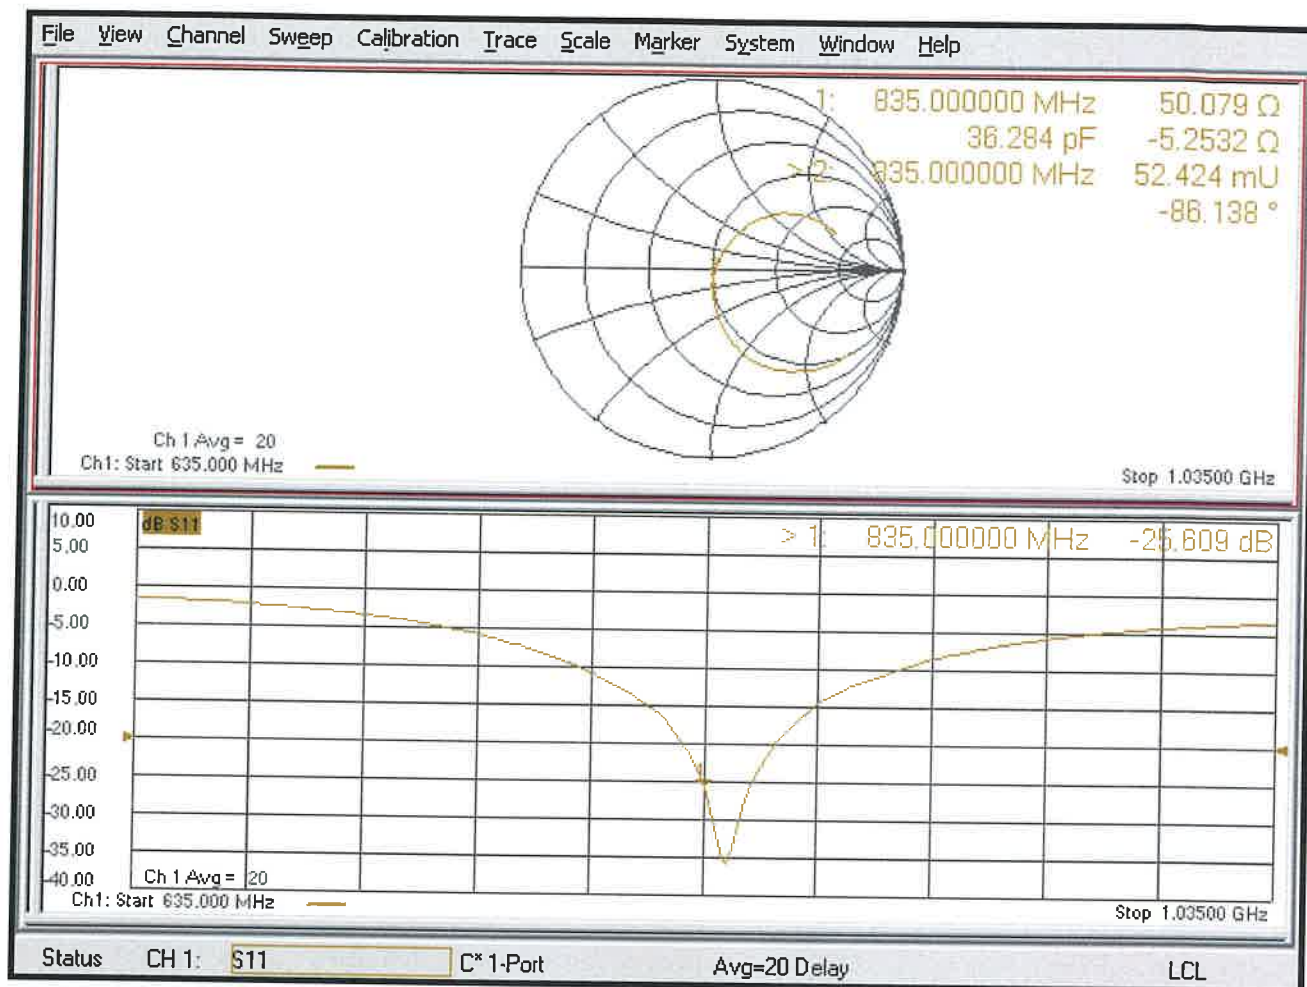 File View Channel Sweep Calibration Trace Scale Marker System Window Help
1: 835.000000 MHz 50.079 Ω
36.284 pF -5.2532 Ω
> 2: 835.000000 MHz 52.424 mU
-86.138 °
Ch 1 Avg = 20
Ch1: Start 635.000 MHz
Stop 1.03500 GHz
10.00
dB S11
> 1: 835.000000 MHz -25.609 dB
5.00
0.00
-5.00
-10.00
-15.00
-20.00
-25.00
-30.00
-35.00
-40.00
Ch 1 Avg = 20
Ch1: Start 635.000 MHz
Stop 1.03500 GHz
Status CH 1: S11 C* 1-Port Avg=20 Delay LCL